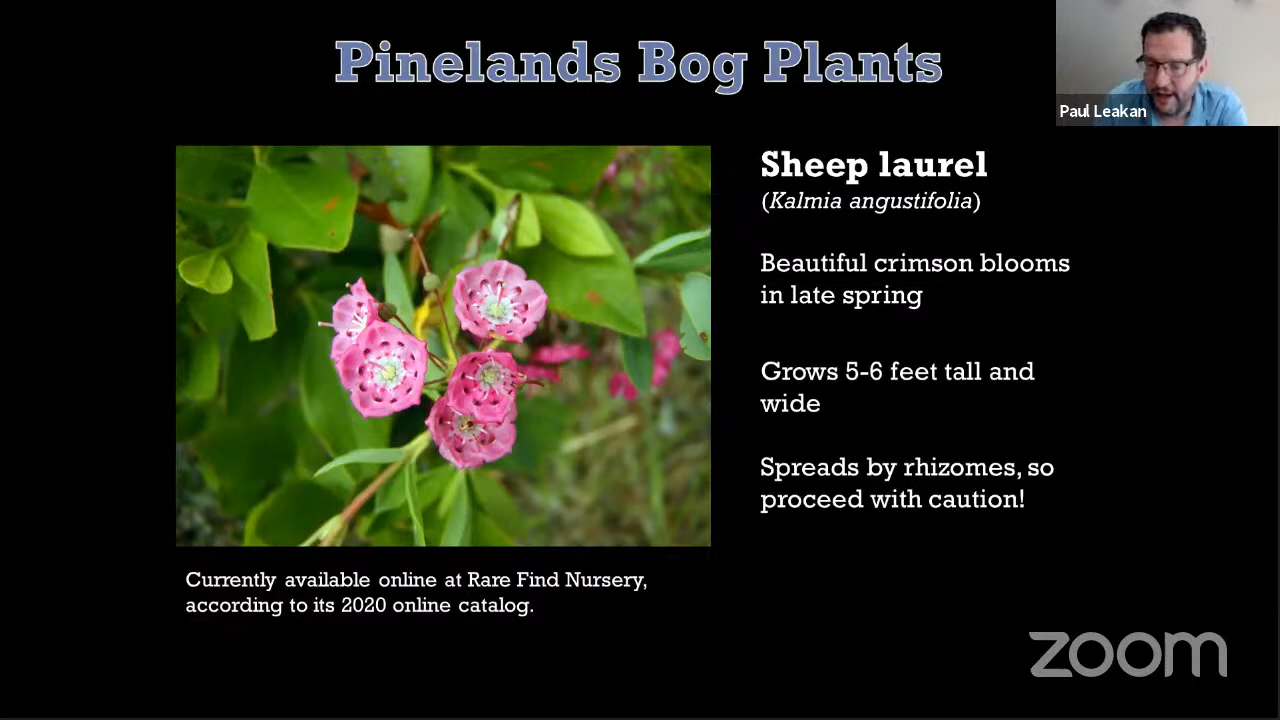 Pinelands Bog Plants
Paul Leakan
Sheep laurel
(Kalmia angustifolia)
Beautiful crimson blooms
in late spring
Grows 5-6 feet tall and
wide
Spreads by rhizomes, so
proceed with caution!
Currently available online at Rare Find Nursery,
according to its 2020 online catalog.
zoom